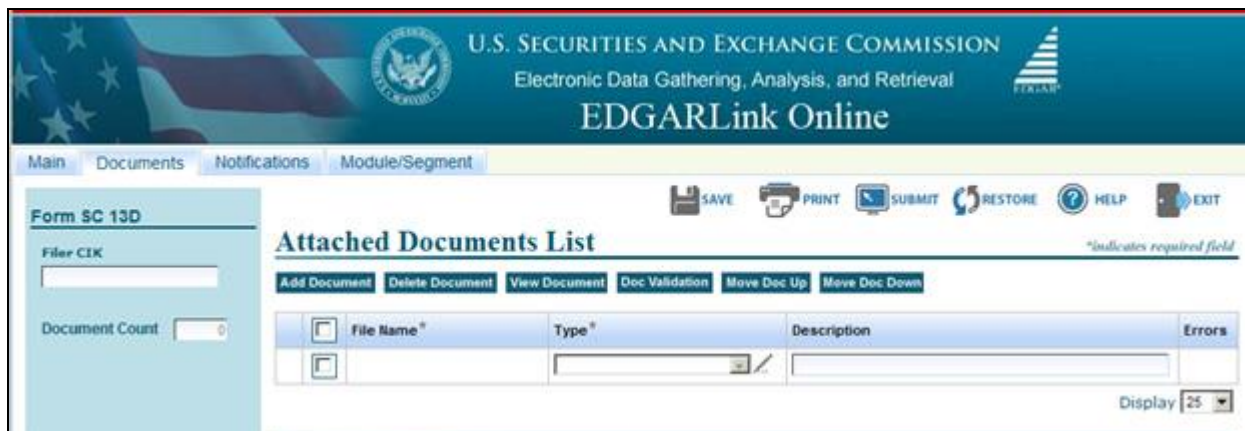 U.S. SECURITIES AND EXCHANGE COMMISSION
Electronic Data Gathering, Analysis, and Retrieval
EDGARLink Online
EDGAR®
Main Documents Notifications Module/Segment
SAVE PRINT SUBMIT RESTORE HELP EXIT
Form SC 13D
Filer CIK
Document Count 0
Attached Documents List
*indicates required field
Add Document Delete Document View Document Doc Validation Move Doc Up Move Doc Down
File Name* Type* Description Errors
Display 25